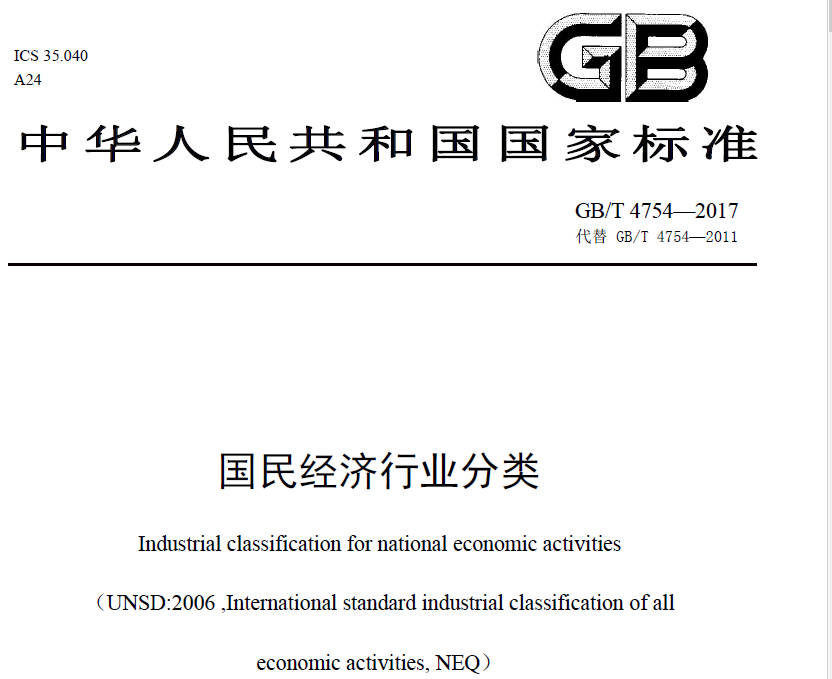 ICS 35.040
A24
GB
中华人民共和国国家标准
GB/T 4754—2017
代替 GB/T 4754—2011
国民经济行业分类
Industrial classification for national economic activities
（UNSD:2006 ,International standard industrial classification of all
economic activities, NEQ）